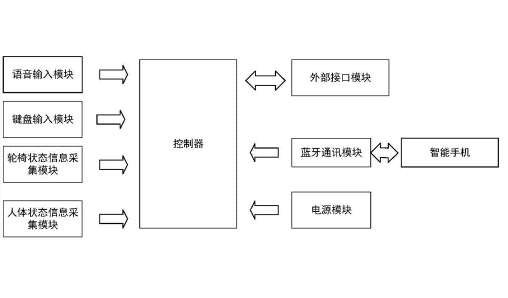 语音输入模块
键盘输入模块
轮椅状态信息采
集模块
人体状态信息采
集模块
控制器
外部接口模块
蓝牙通讯模块
智能手机
电源模块